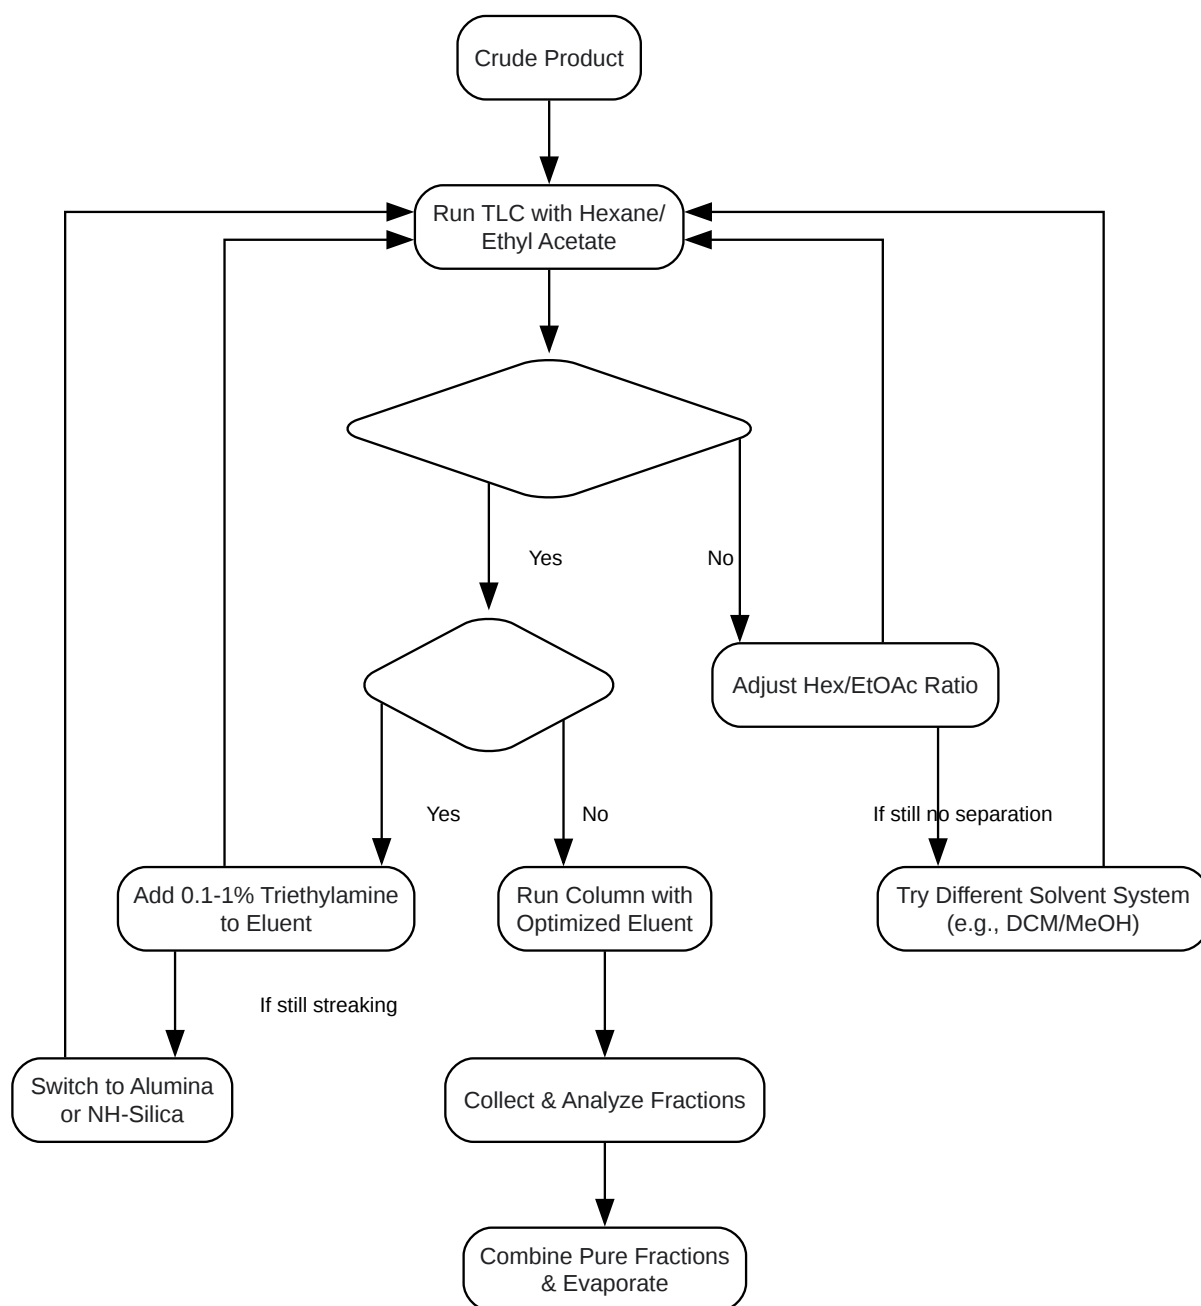 Crude Product
Run TLC with Hexane/
Ethyl Acetate
Yes
No
Adjust Hex/EtOAc Ratio
Yes
No
If still no separation
Add 0.1-1% Triethylamine
to Eluent
Run Column with
Optimized Eluent
Try Different Solvent System
(e.g., DCM/MeOH)
If still streaking
Switch to Alumina
or NH-Silica
Collect & Analyze Fractions
Combine Pure Fractions
& Evaporate